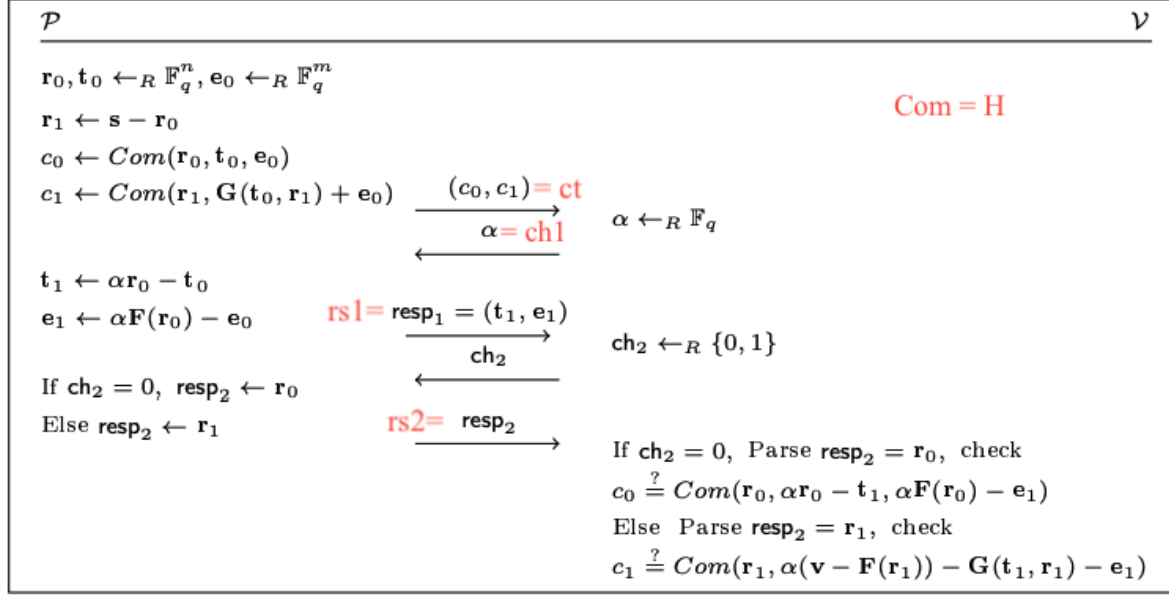 𝒫 𝒱
r₀, t₀ ←_R 𝔽_q^n, e₀ ←_R 𝔽_q^m
Com = H
r₁ ← s − r₀
c₀ ← Com(r₀, t₀, e₀)
c₁ ← Com(r₁, G(t₀, r₁) + e₀) (c₀, c₁)= ct
α ←_R 𝔽_q
α= ch1
t₁ ← αr₀ − t₀
e₁ ← αF(r₀) − e₀ rs1= resp₁ = (t₁, e₁)
ch₂ ←_R {0, 1}
ch₂
If ch₂ = 0, resp₂ ← r₀
Else resp₂ ← r₁ rs2= resp₂
If ch₂ = 0, Parse resp₂ = r₀, check
c₀ ≟ Com(r₀, αr₀ − t₁, αF(r₀) − e₁)
Else Parse resp₂ = r₁, check
c₁ ≟ Com(r₁, α(v − F(r₁)) − G(t₁, r₁) − e₁)